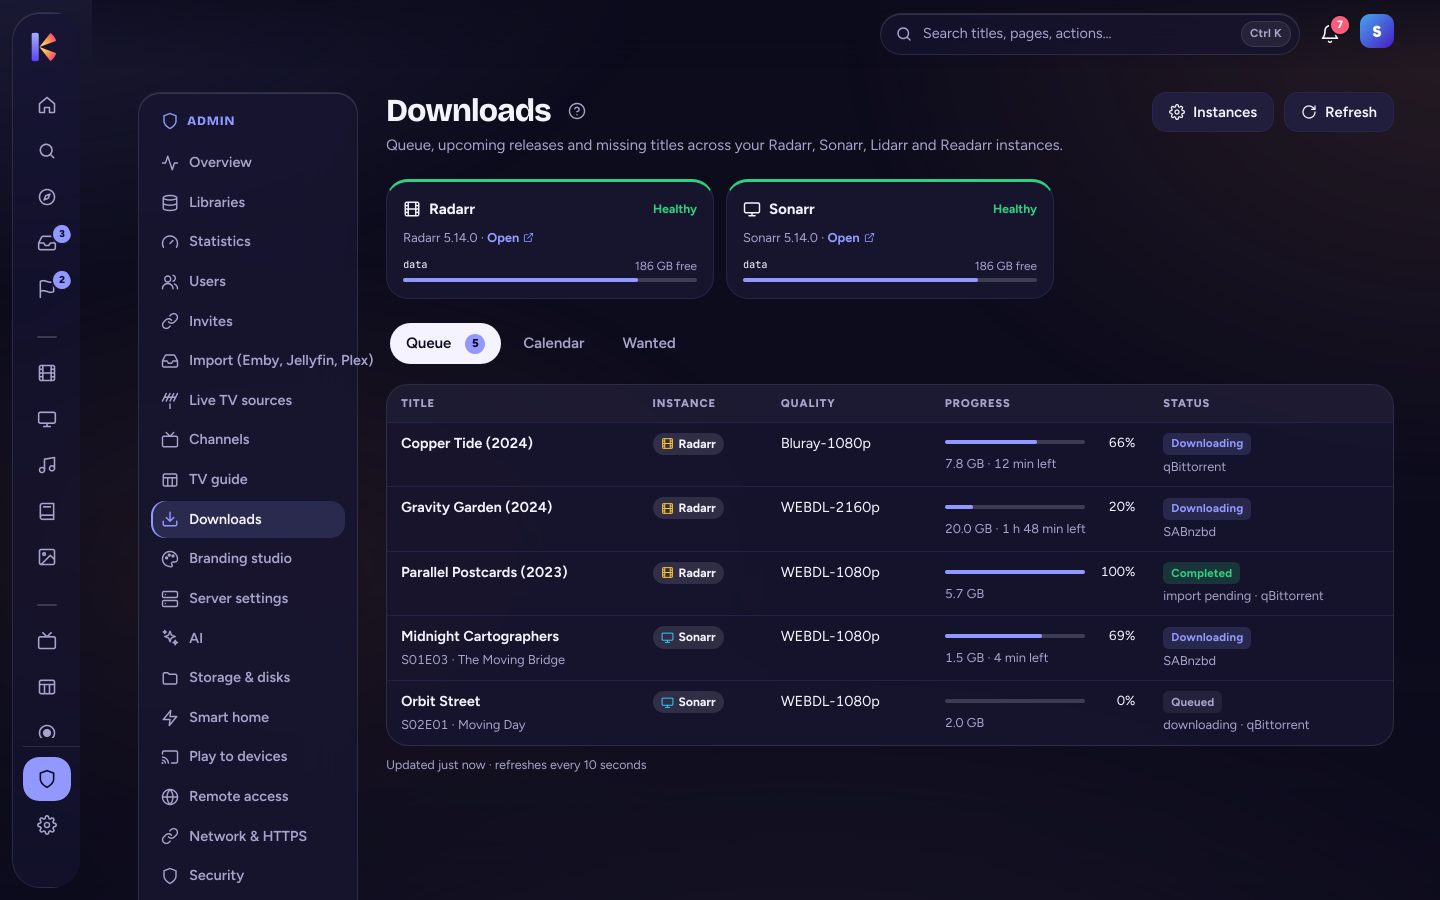 Search titles, pages, actions...
Ctrl K
7
S
3
2
ADMIN
Overview
Libraries
Statistics
Users
Invites
Import (Emby, Jellyfin, Plex)
Live TV sources
Channels
TV guide
Downloads
Branding studio
Server settings
AI
Storage & disks
Smart home
Play to devices
Remote access
Network & HTTPS
Security
Downloads
Instances
Refresh
Queue, upcoming releases and missing titles across your Radarr, Sonarr, Lidarr and Readarr instances.
Radarr Healthy
Radarr 5.14.0 · Open
data 186 GB free
Sonarr Healthy
Sonarr 5.14.0 · Open
data 186 GB free
Queue 5 Calendar Wanted
TITLE INSTANCE QUALITY PROGRESS STATUS
Copper Tide (2024) Radarr Bluray-1080p 66% Downloading
7.8 GB · 12 min left qBittorrent
Gravity Garden (2024) Radarr WEBDL-2160p 20% Downloading
20.0 GB · 1 h 48 min left SABnzbd
Parallel Postcards (2023) Radarr WEBDL-1080p 100% Completed
5.7 GB import pending · qBittorrent
Midnight Cartographers Sonarr WEBDL-1080p 69% Downloading
S01E03 · The Moving Bridge 1.5 GB · 4 min left SABnzbd
Orbit Street Sonarr WEBDL-1080p 0% Queued
S02E01 · Moving Day 2.0 GB downloading · qBittorrent
Updated just now · refreshes every 10 seconds